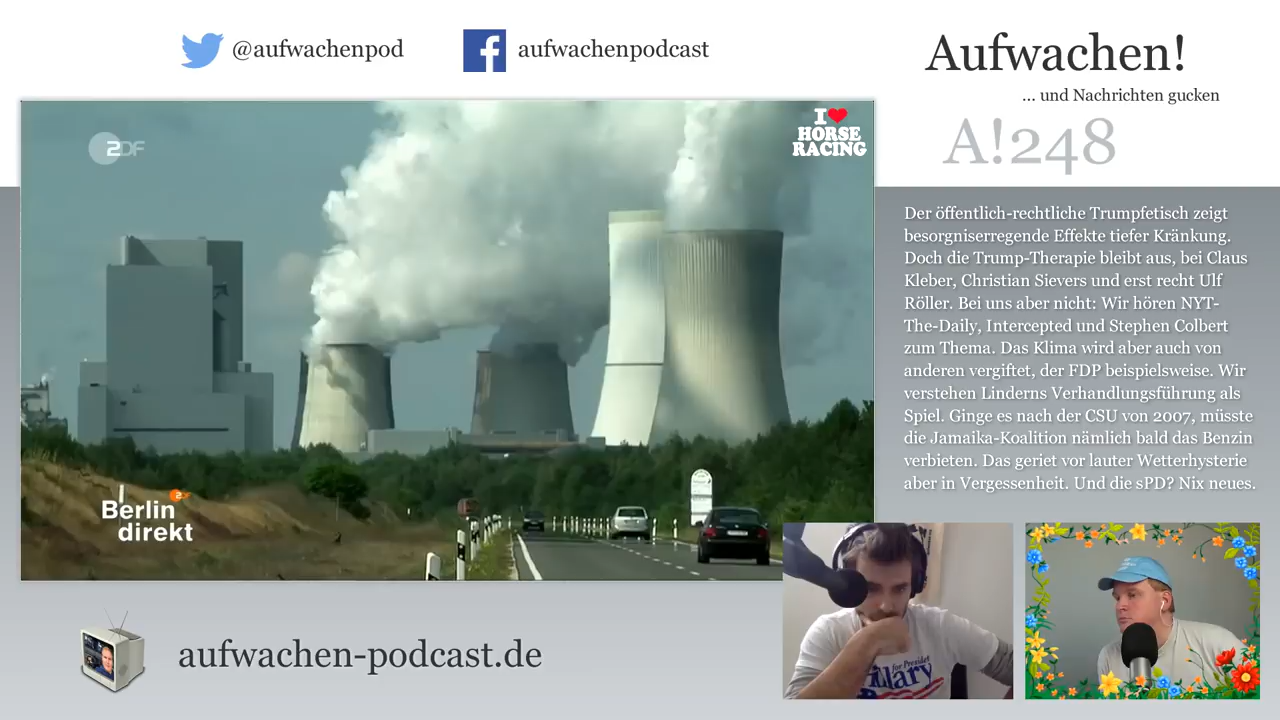 @aufwachenpod
aufwachenpodcast
Aufwachen!
... und Nachrichten gucken
A!248
ZDF
I
HORSE
RACING
Der öffentlich-rechtliche Trumpfetisch zeigt
besorgniserregende Effekte tiefer Kränkung.
Doch die Trump-Therapie bleibt aus, bei Claus
Kleber, Christian Sievers und erst recht Ulf
Röller. Bei uns aber nicht: Wir hören NYT-
The-Daily, Intercepted und Stephen Colbert
zum Thema. Das Klima wird aber auch von
anderen vergiftet, der FDP beispielsweise. Wir
verstehen Linderns Verhandlungsführung als
Spiel. Ginge es nach der CSU von 2007, müsste
die Jamaika-Koalition nämlich bald das Benzin
verbieten. Das geriet vor lauter Wetterhysterie
aber in Vergessenheit. Und die sPD? Nix neues.
Berlin
direkt
for Presidet
aufwachen-podcast.de